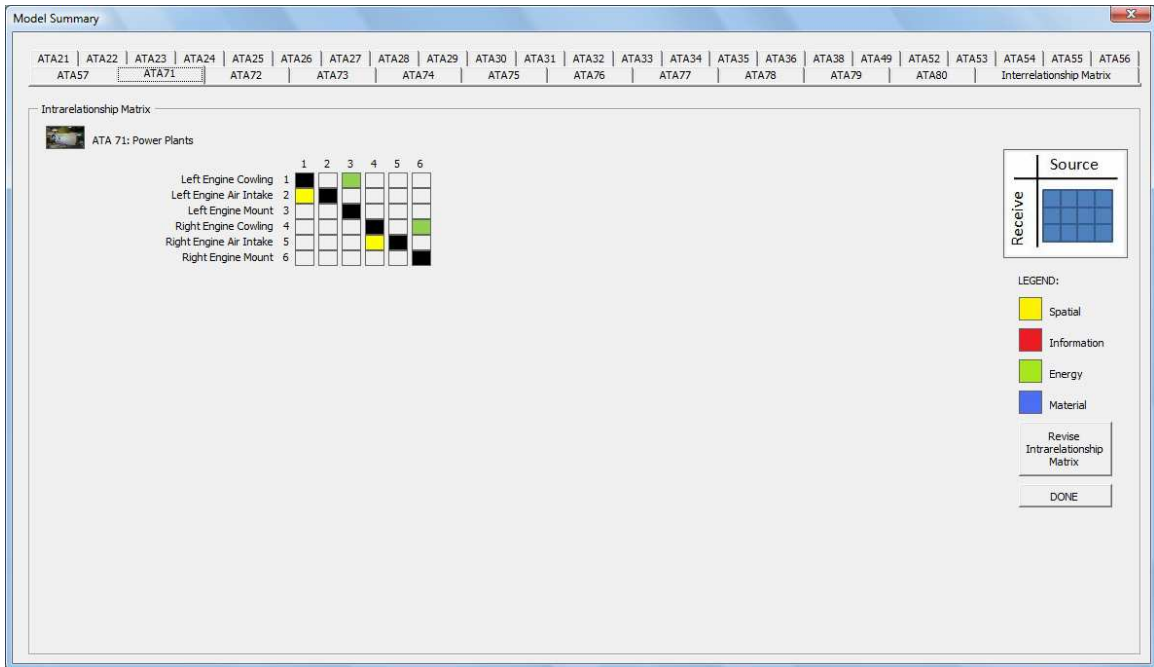 Model Summary
ATA21 ATA22 ATA23 ATA24 ATA25 ATA26 ATA27 ATA28 ATA29 ATA30 ATA31 ATA32 ATA33 ATA34 ATA35 ATA36 ATA38 ATA49 ATA52 ATA53 ATA54 ATA55 ATA56
ATA57 ATA71 ATA72 ATA73 ATA74 ATA75 ATA76 ATA77 ATA78 ATA79 ATA80 Interrelationship Matrix
Intrarelationship Matrix
ATA 71: Power Plants
1 2 3 4 5 6
Left Engine Cowling 1
Left Engine Air Intake 2
Left Engine Mount 3
Right Engine Cowling 4
Right Engine Air Intake 5
Right Engine Mount 6
Source
Receive
LEGEND:
Spatial
Information
Energy
Material
Revise
Intrarelationship
Matrix
DONE